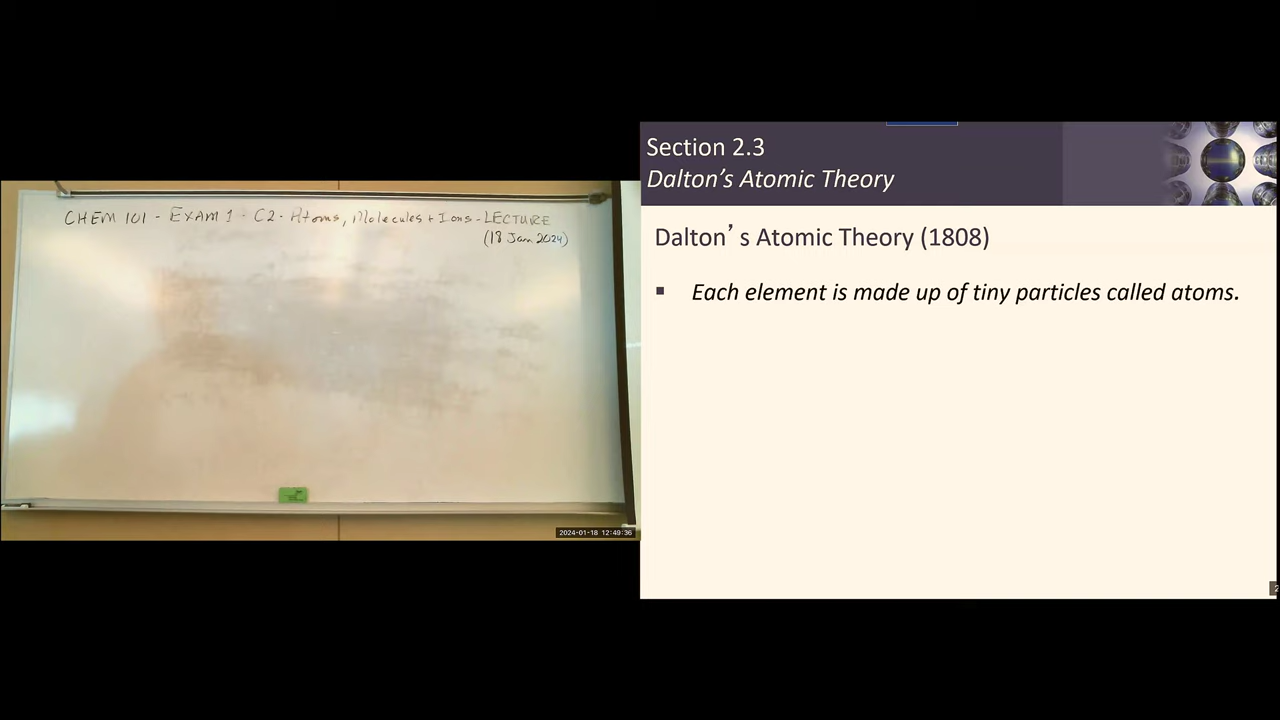 CHEM 101 - EXAM 1 - C2 - Atoms, Molecules + Ions - LECTURE
(18 Jan 2024)
2024-01-18 12:49:36
Section 2.3
Dalton’s Atomic Theory
Dalton’s Atomic Theory (1808)
▪ Each element is made up of tiny particles called atoms.
2